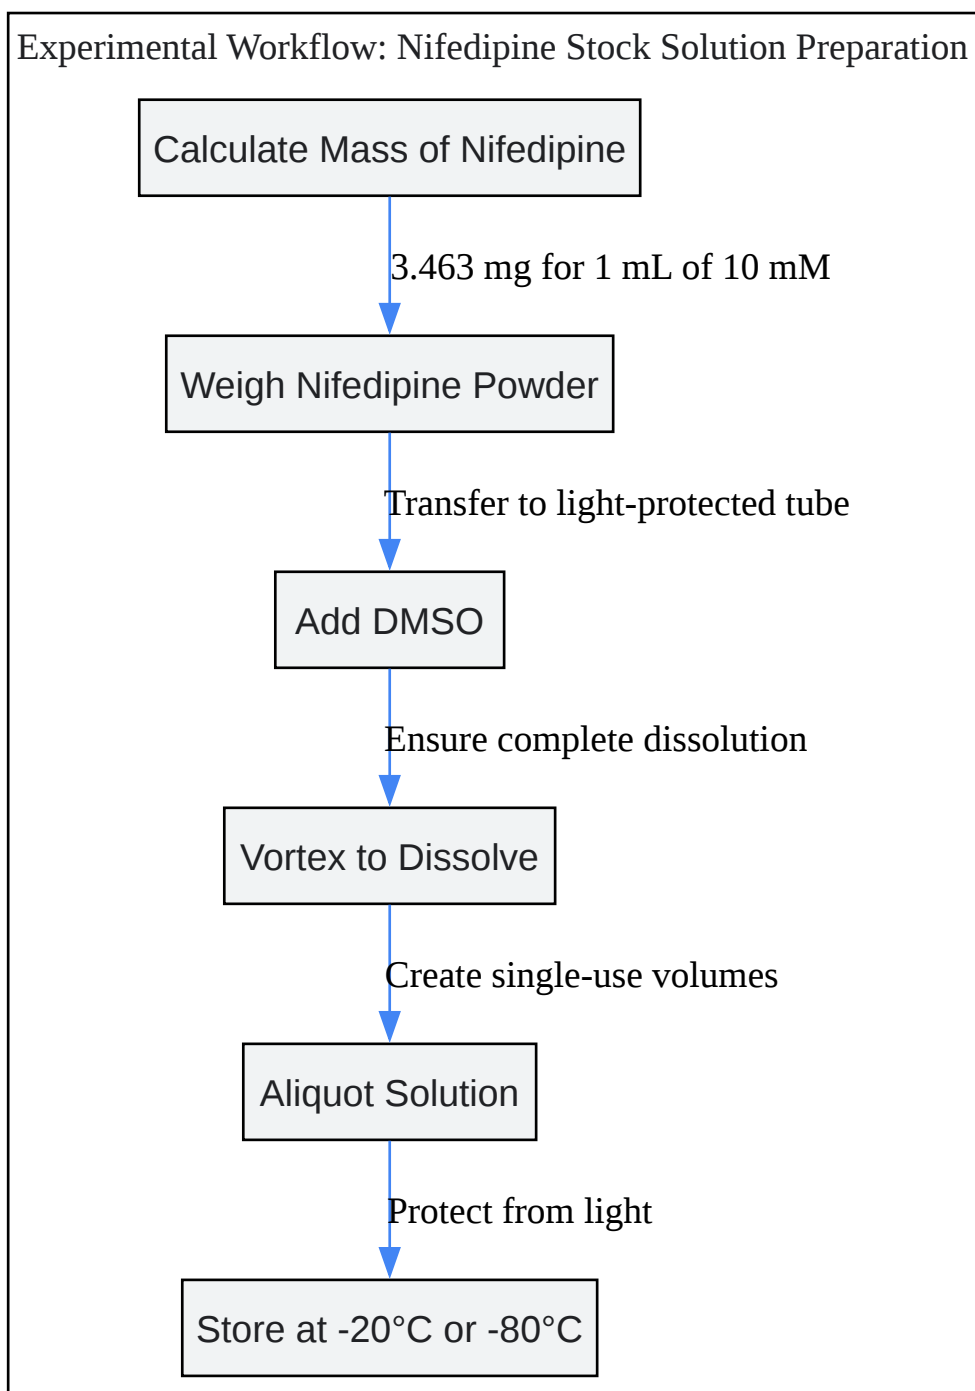 Experimental Workflow: Nifedipine Stock Solution Preparation
Calculate Mass of Nifedipine
3.463 mg for 1 mL of 10 mM
Weigh Nifedipine Powder
Transfer to light-protected tube
Add DMSO
Ensure complete dissolution
Vortex to Dissolve
Create single-use volumes
Aliquot Solution
Protect from light
Store at -20°C or -80°C